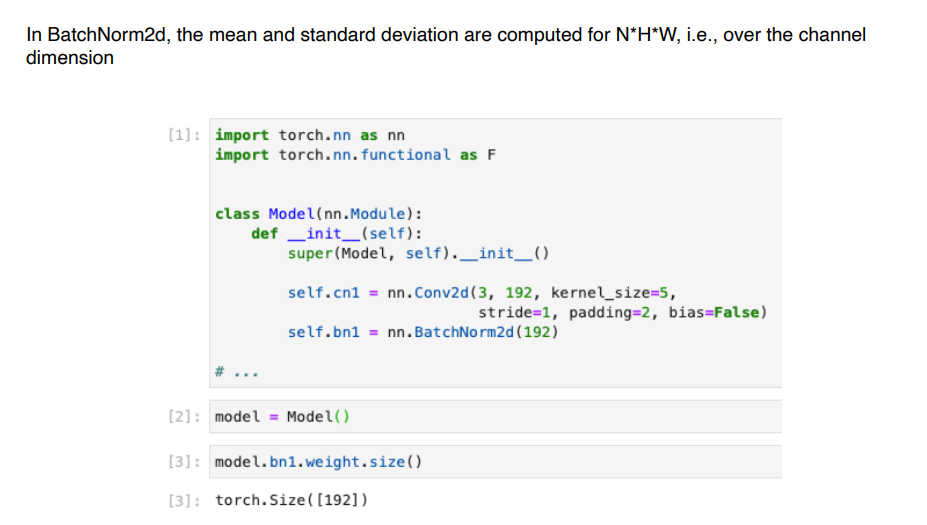 In BatchNorm2d, the mean and standard deviation are computed for N*H*W, i.e., over the channel
dimension
[1]: import torch.nn as nn
import torch.nn.functional as F
class Model(nn.Module):
    def __init__(self):
        super(Model, self).__init__()
        self.cn1 = nn.Conv2d(3, 192, kernel_size=5,
                             stride=1, padding=2, bias=False)
        self.bn1 = nn.BatchNorm2d(192)
# ...
[2]: model = Model()
[3]: model.bn1.weight.size()
[3]: torch.Size([192])